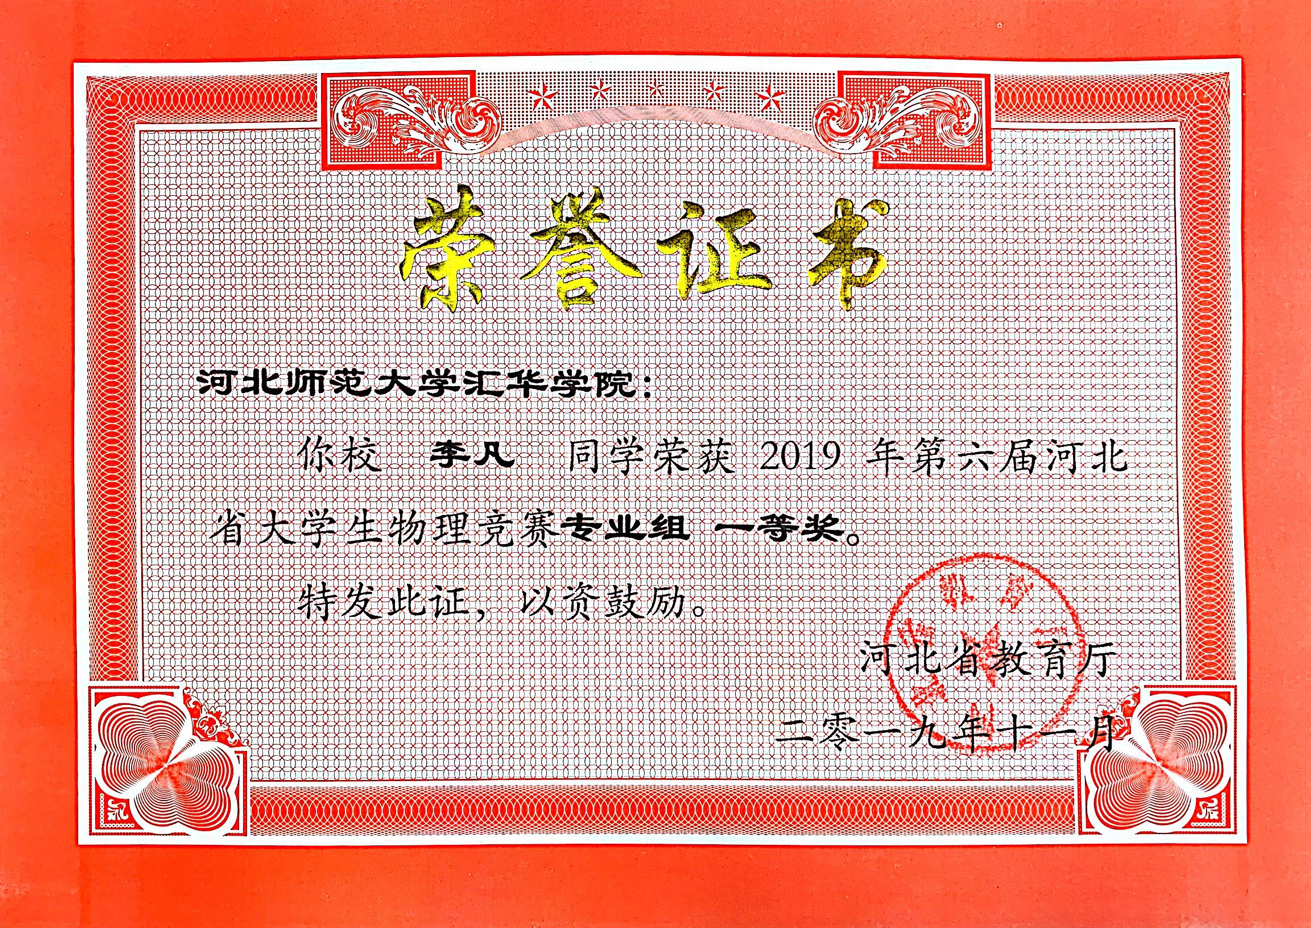 荣誉证书
河北师范大学汇华学院：
你校 李凡 同学荣获 2019 年第六届河北
省大学生物理竞赛专业组 一等奖。
特发此证，以资鼓励。
河北省教育厅
二零一九年十一月